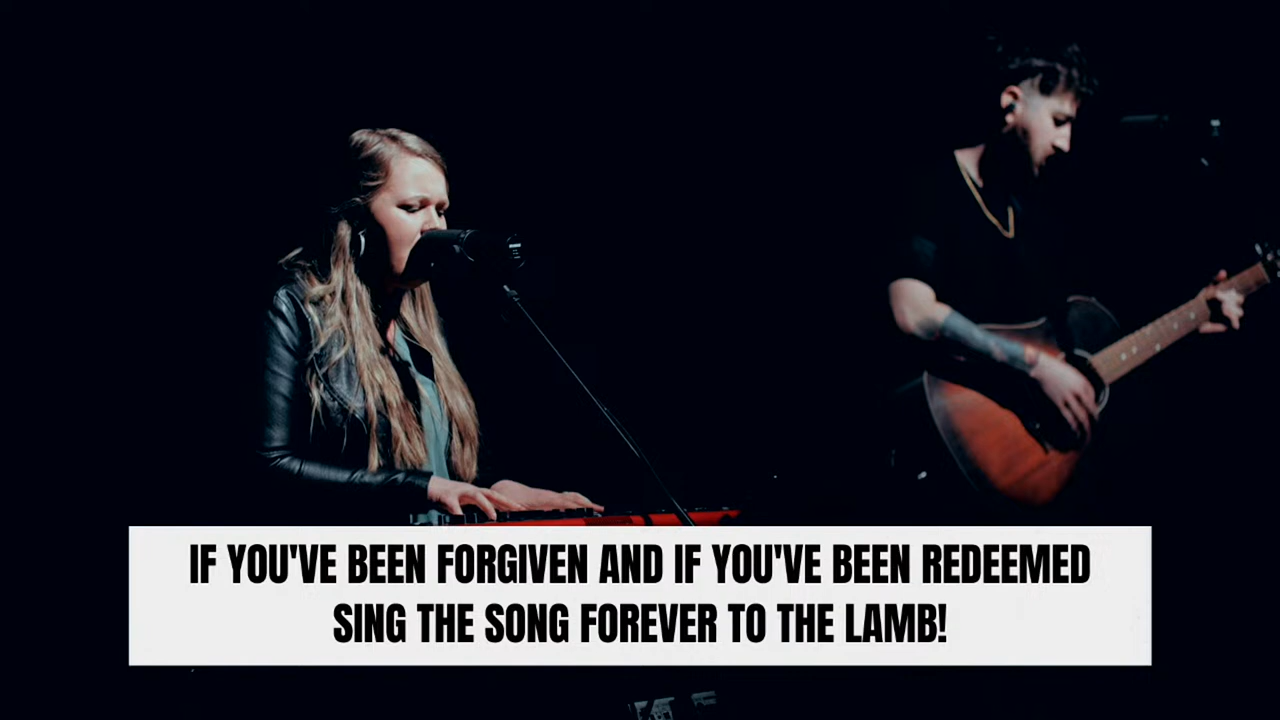 IF YOU'VE BEEN FORGIVEN AND IF YOU'VE BEEN REDEEMED
SING THE SONG FOREVER TO THE LAMB!